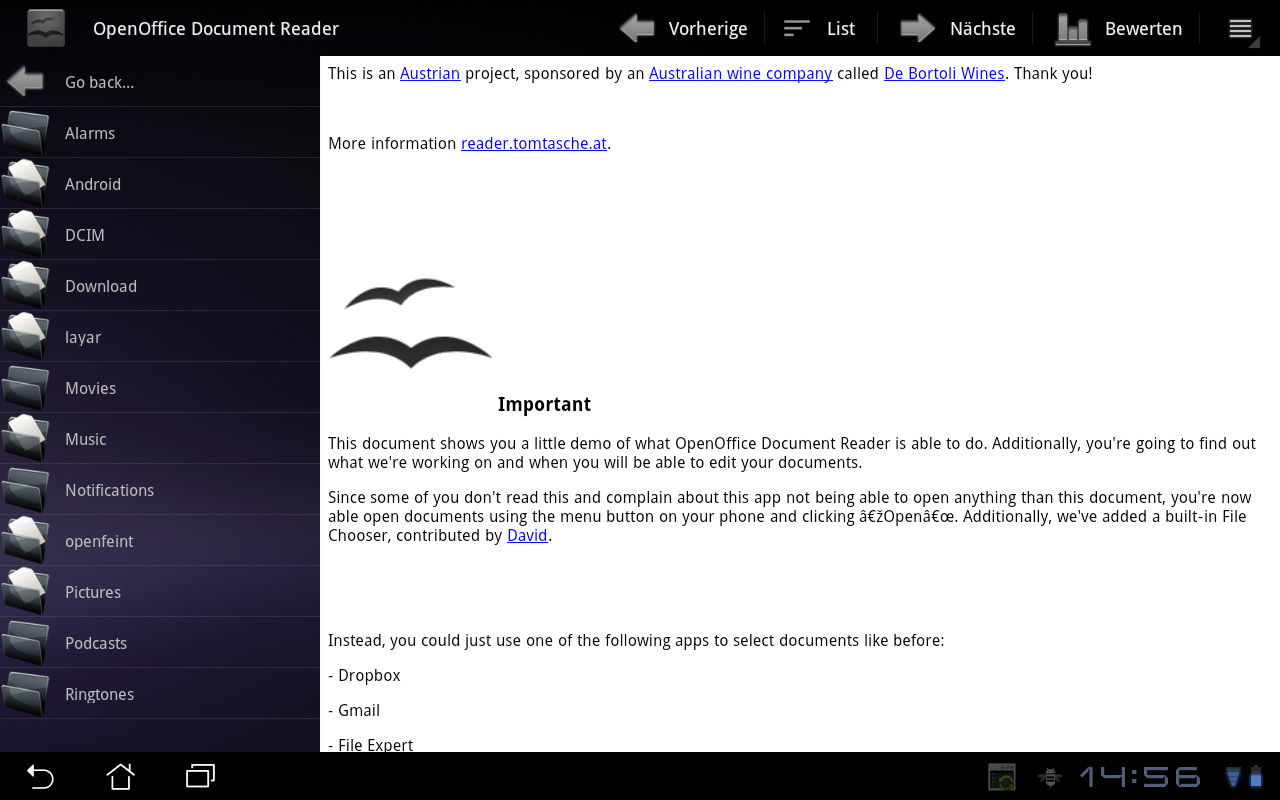 OpenOffice Document Reader
Vorherige
List
Nächste
Bewerten
Go back...
Alarms
Android
DCIM
Download
layar
Movies
Music
Notifications
openfeint
Pictures
Podcasts
Ringtones
This is an Austrian project, sponsored by an Australian wine company called De Bortoli Wines. Thank you!
More information reader.tomtasche.at.
Important
This document shows you a little demo of what OpenOffice Document Reader is able to do. Additionally, you're going to find out
what we're working on and when you will be able to edit your documents.
Since some of you don't read this and complain about this app not being able to open anything than this document, you're now
able open documents using the menu button on your phone and clicking â€žOpenâ€œ. Additionally, we've added a built-in File
Chooser, contributed by David.
Instead, you could just use one of the following apps to select documents like before:
- Dropbox
- Gmail
- File Expert
14:56